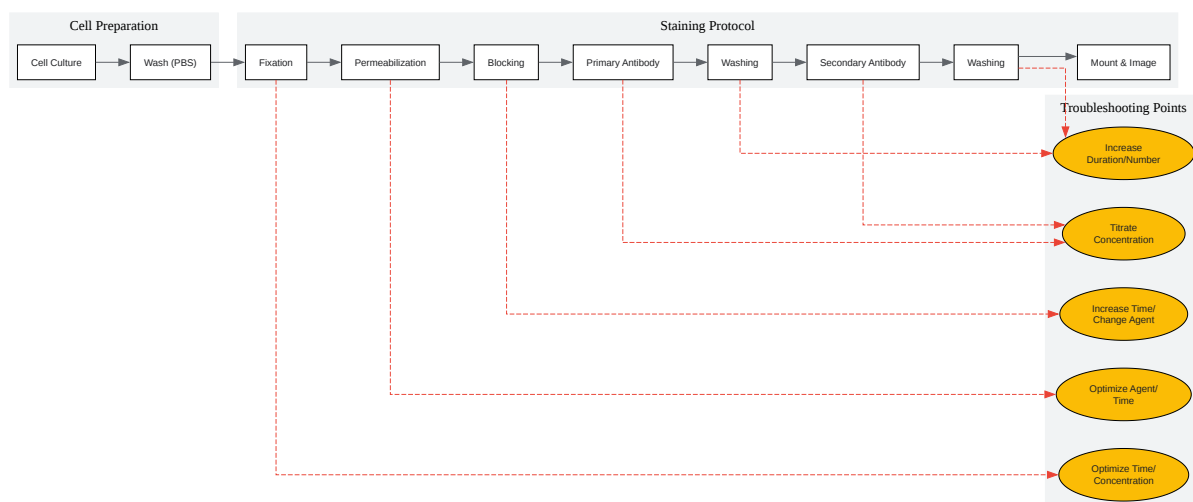 Cell Preparation
Staining Protocol
Cell Culture
Wash (PBS)
Fixation
Permeabilization
Blocking
Primary Antibody
Washing
Secondary Antibody
Washing
Mount & Image
Troubleshooting Points
Increase
Duration/Number
Titrate
Concentration
Increase Time/
Change Agent
Optimize Agent/
Time
Optimize Time/
Concentration